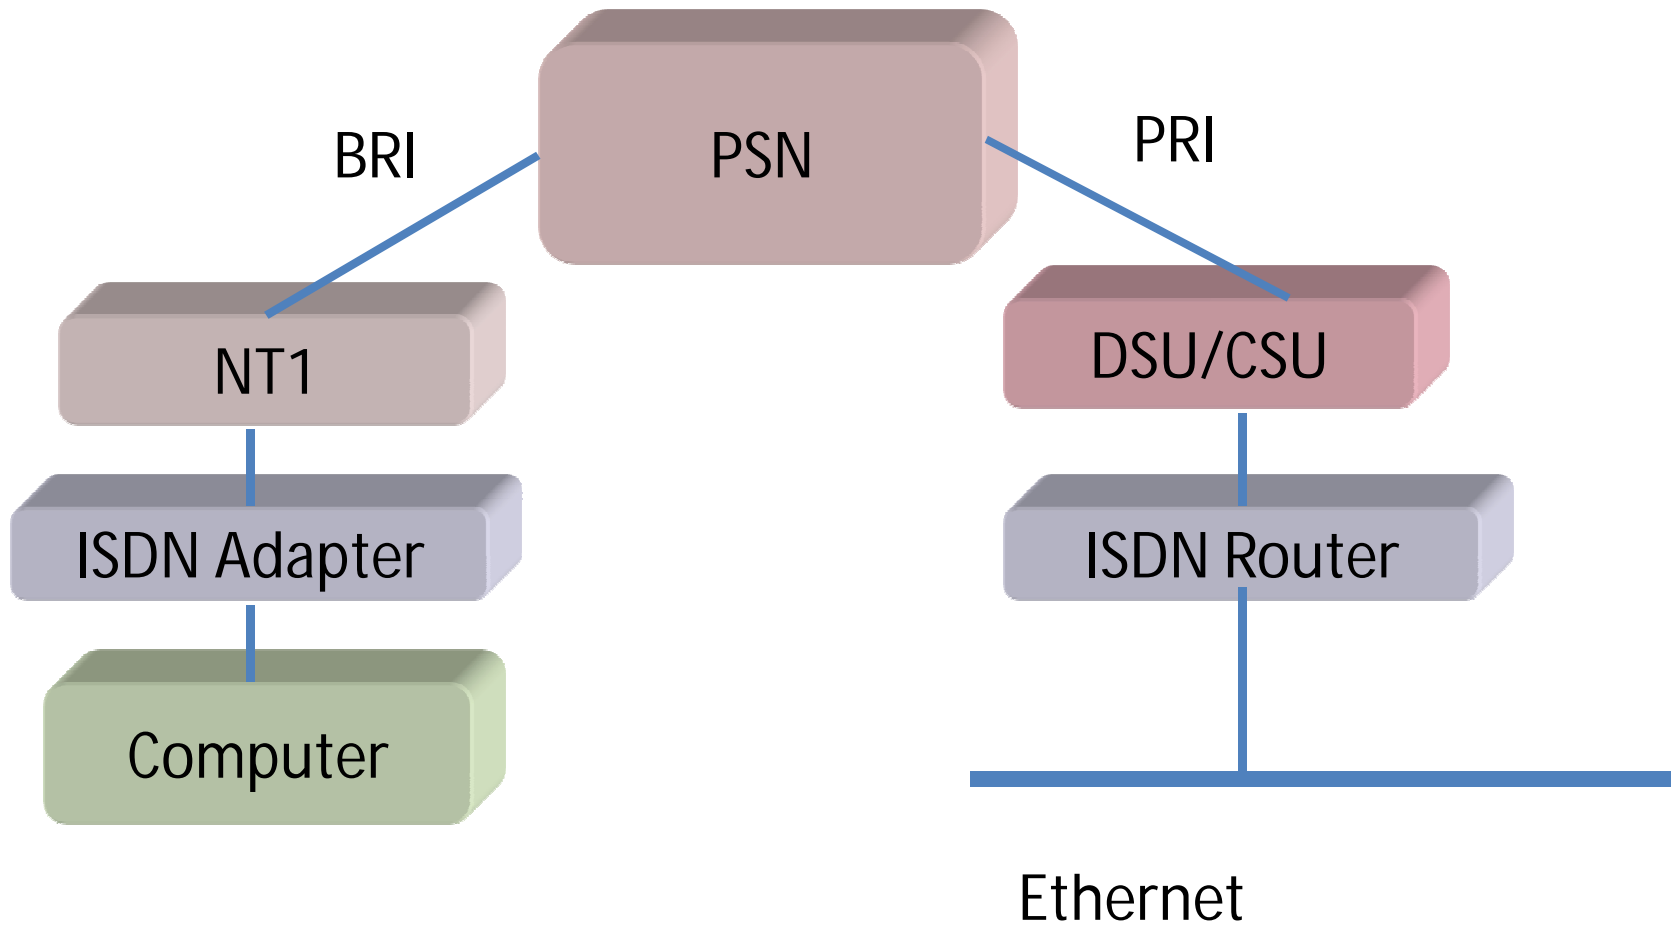 PSN
BRI
PRI
NT1
DSU/CSU
ISDN Adapter
ISDN Router
Computer
Ethernet